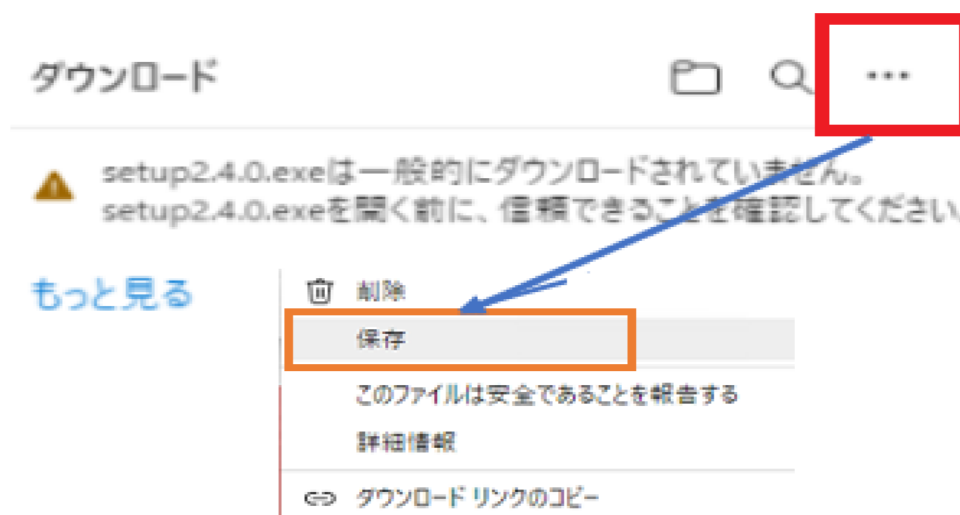 ダウンロード
setup2.4.0.exeは一般的にダウンロードされていません。
setup2.4.0.exeを開く前に、信頼できることを確認してください。
もっと見る
削除
保存
このファイルは安全であることを報告する
詳細情報
ダウンロード リンクのコピー